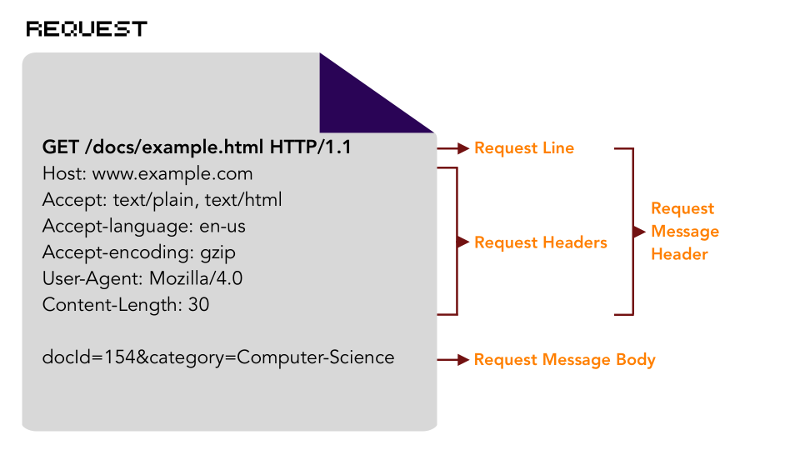 REQUEST
GET /docs/example.html HTTP/1.1
Host: www.example.com
Accept: text/plain, text/html
Accept-language: en-us
Accept-encoding: gzip
User-Agent: Mozilla/4.0
Content-Length: 30
docId=154&category=Computer-Science
Request Line
Request Headers
Request Message Body
Request
Message
Header